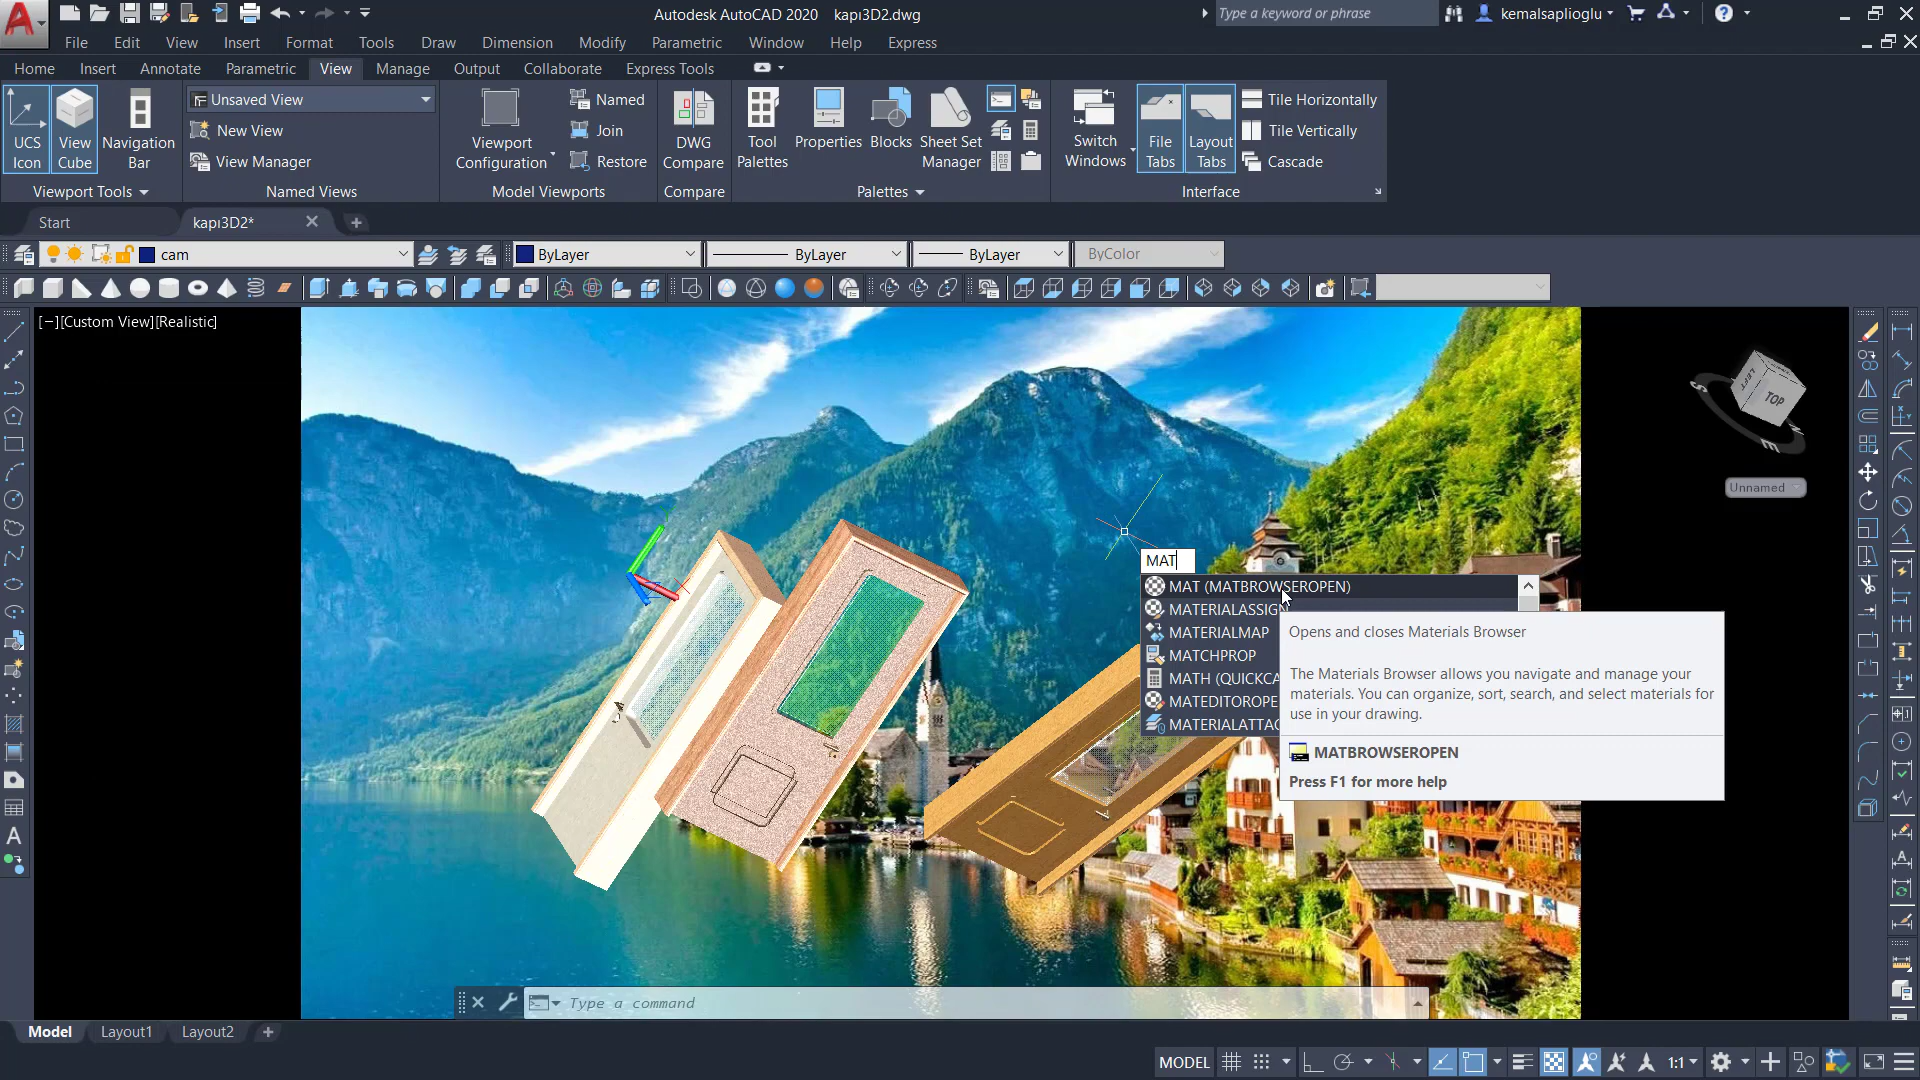 Autodesk AutoCAD 2020 kapı3D2.dwg
Type a keyword or phrase
kemalsaplioglu
File Edit View Insert Format Tools Draw Dimension Modify Parametric Window Help Express
Home Insert Annotate Parametric View Manage Output Collaborate Express Tools
UCS Icon
View Cube
Navigation Bar
Unsaved View
New View
View Manager
Viewport Configuration
Named
Join
Restore
DWG Compare
Tool Palettes
Properties
Blocks
Sheet Set Manager
Switch Windows
File Tabs
Layout Tabs
Tile Horizontally
Tile Vertically
Cascade
Viewport Tools Named Views Model Viewports Compare Palettes Interface
Start kapı3D2*
cam ByLayer ByLayer ByLayer ByColor
[−][Custom View][Realistic]
LEFT
TOP
S
E
Unnamed
MAT
MAT (MATBROWSEROPEN)
MATERIALASSIGN
MATERIALMAP
MATCHPROP
MATH (QUICKCA
MATEDITOROPE
MATERIALATTAC
Opens and closes Materials Browser
The Materials Browser allows you navigate and manage your
materials. You can organize, sort, search, and select materials for
use in your drawing.
MATBROWSEROPEN
Press F1 for more help
Type a command
Model Layout1 Layout2
MODEL 1:1